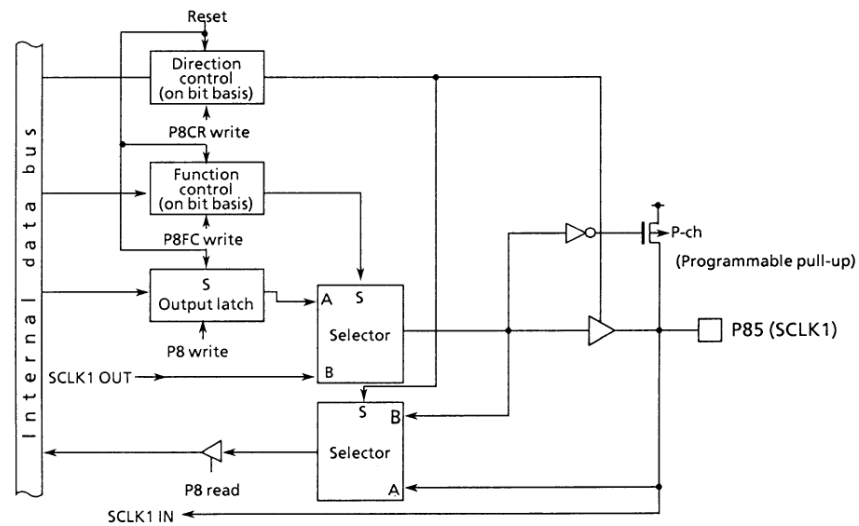 Reset
Direction
control
(on bit basis)
P8CR write
Function
control
(on bit basis)
P8FC write
S
Output latch
P8 write
SCLK1 OUT
A
S
Selector
B
S
B
Selector
A
P8 read
SCLK1 IN
P-ch
(Programmable pull-up)
P85 (SCLK1)
Internal data bus